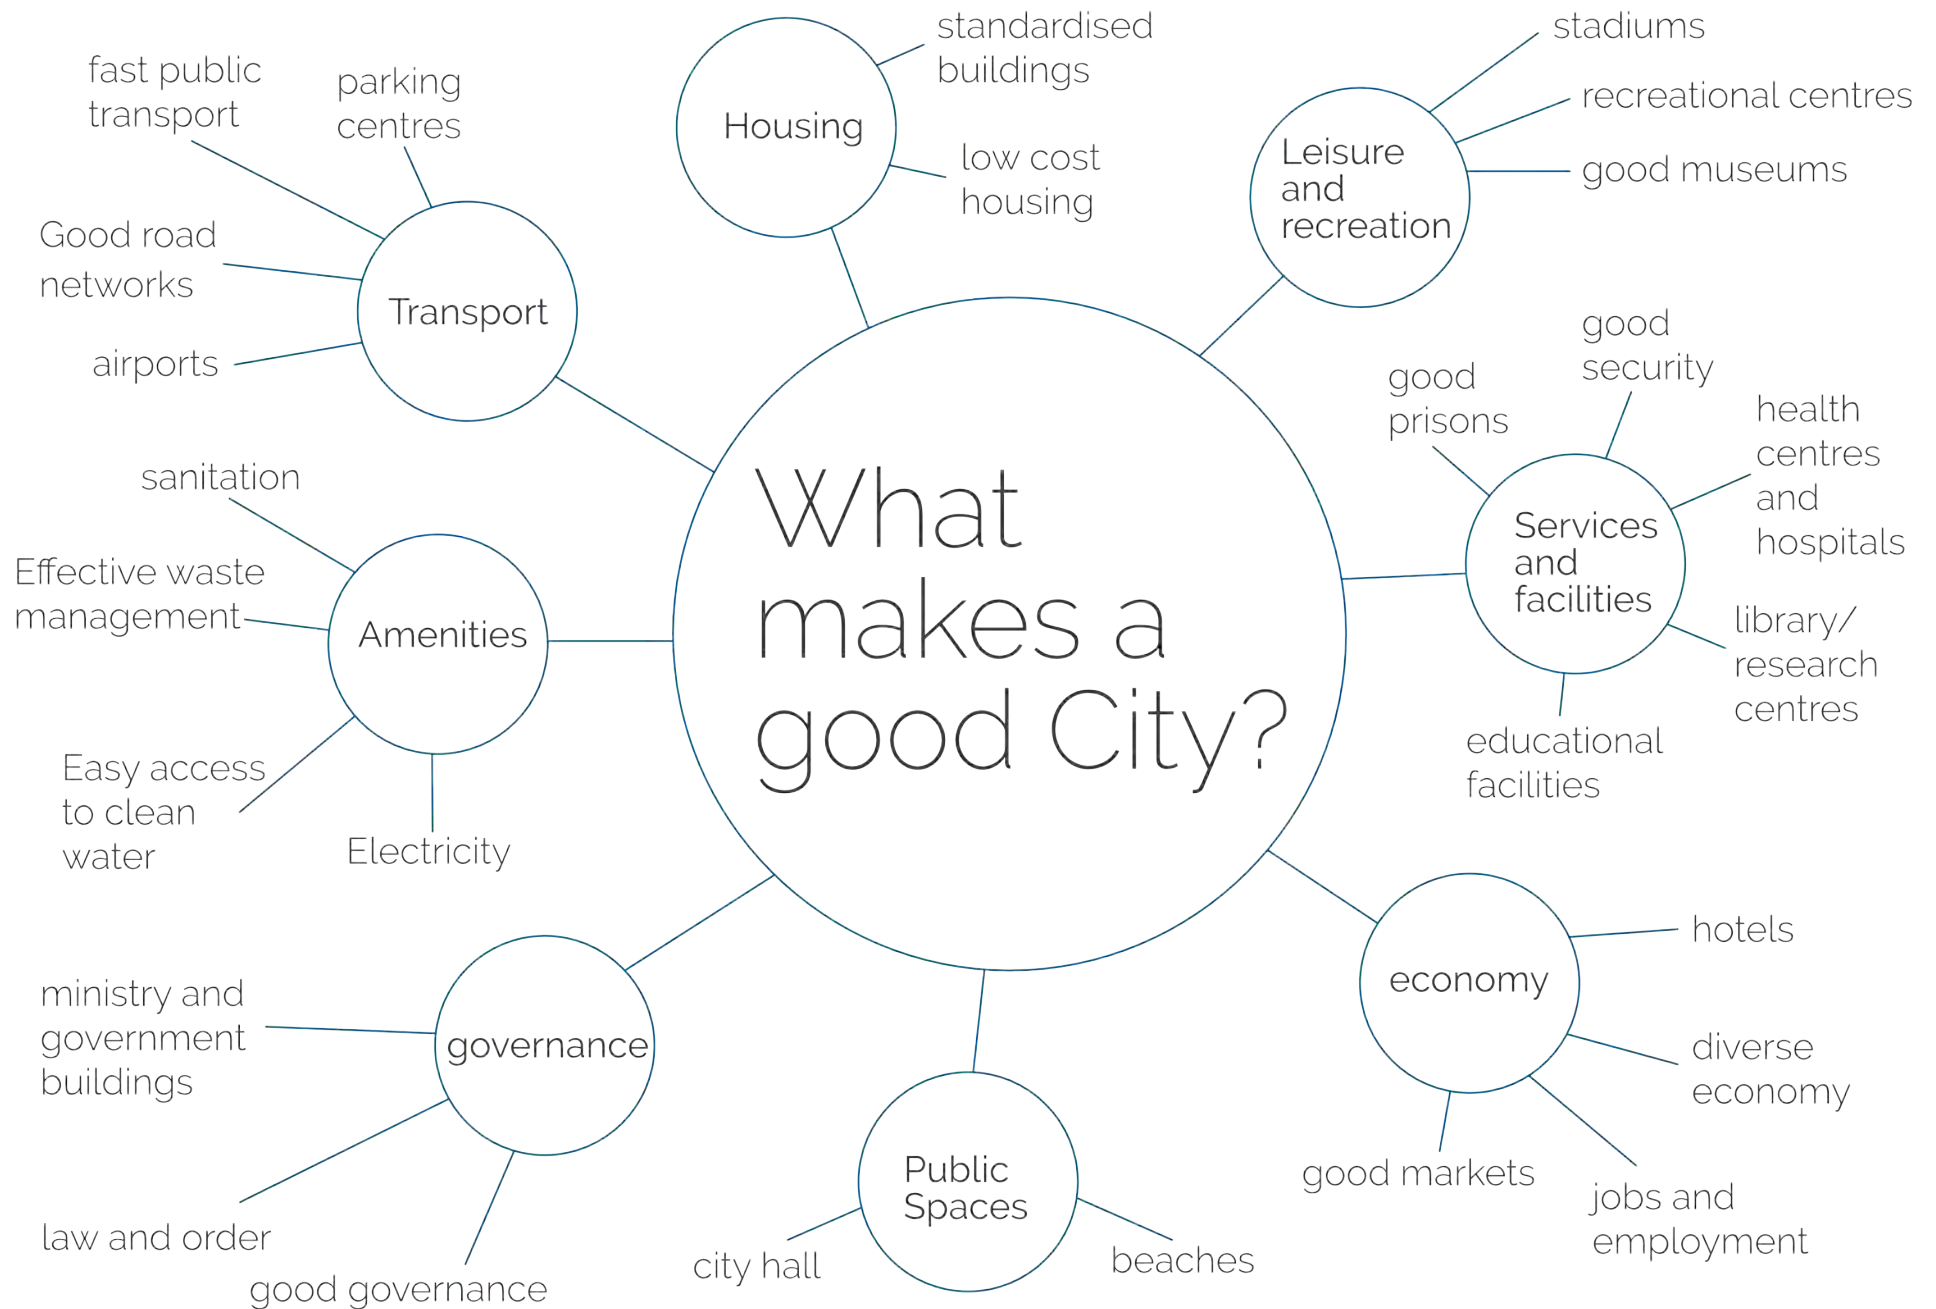 What
makes a
good City?
Housing
standardised
buildings
low cost
housing
Leisure
and
recreation
stadiums
recreational centres
good museums
Services
and
facilities
good
prisons
good
security
health
centres
and
hospitals
library/
research
centres
educational
facilities
economy
hotels
diverse
economy
jobs and
employment
good markets
Public
Spaces
beaches
city hall
governance
good governance
law and order
ministry and
government
buildings
Amenities
Electricity
Easy access
to clean
water
Effective waste
management
sanitation
Transport
airports
Good road
networks
fast public
transport
parking
centres